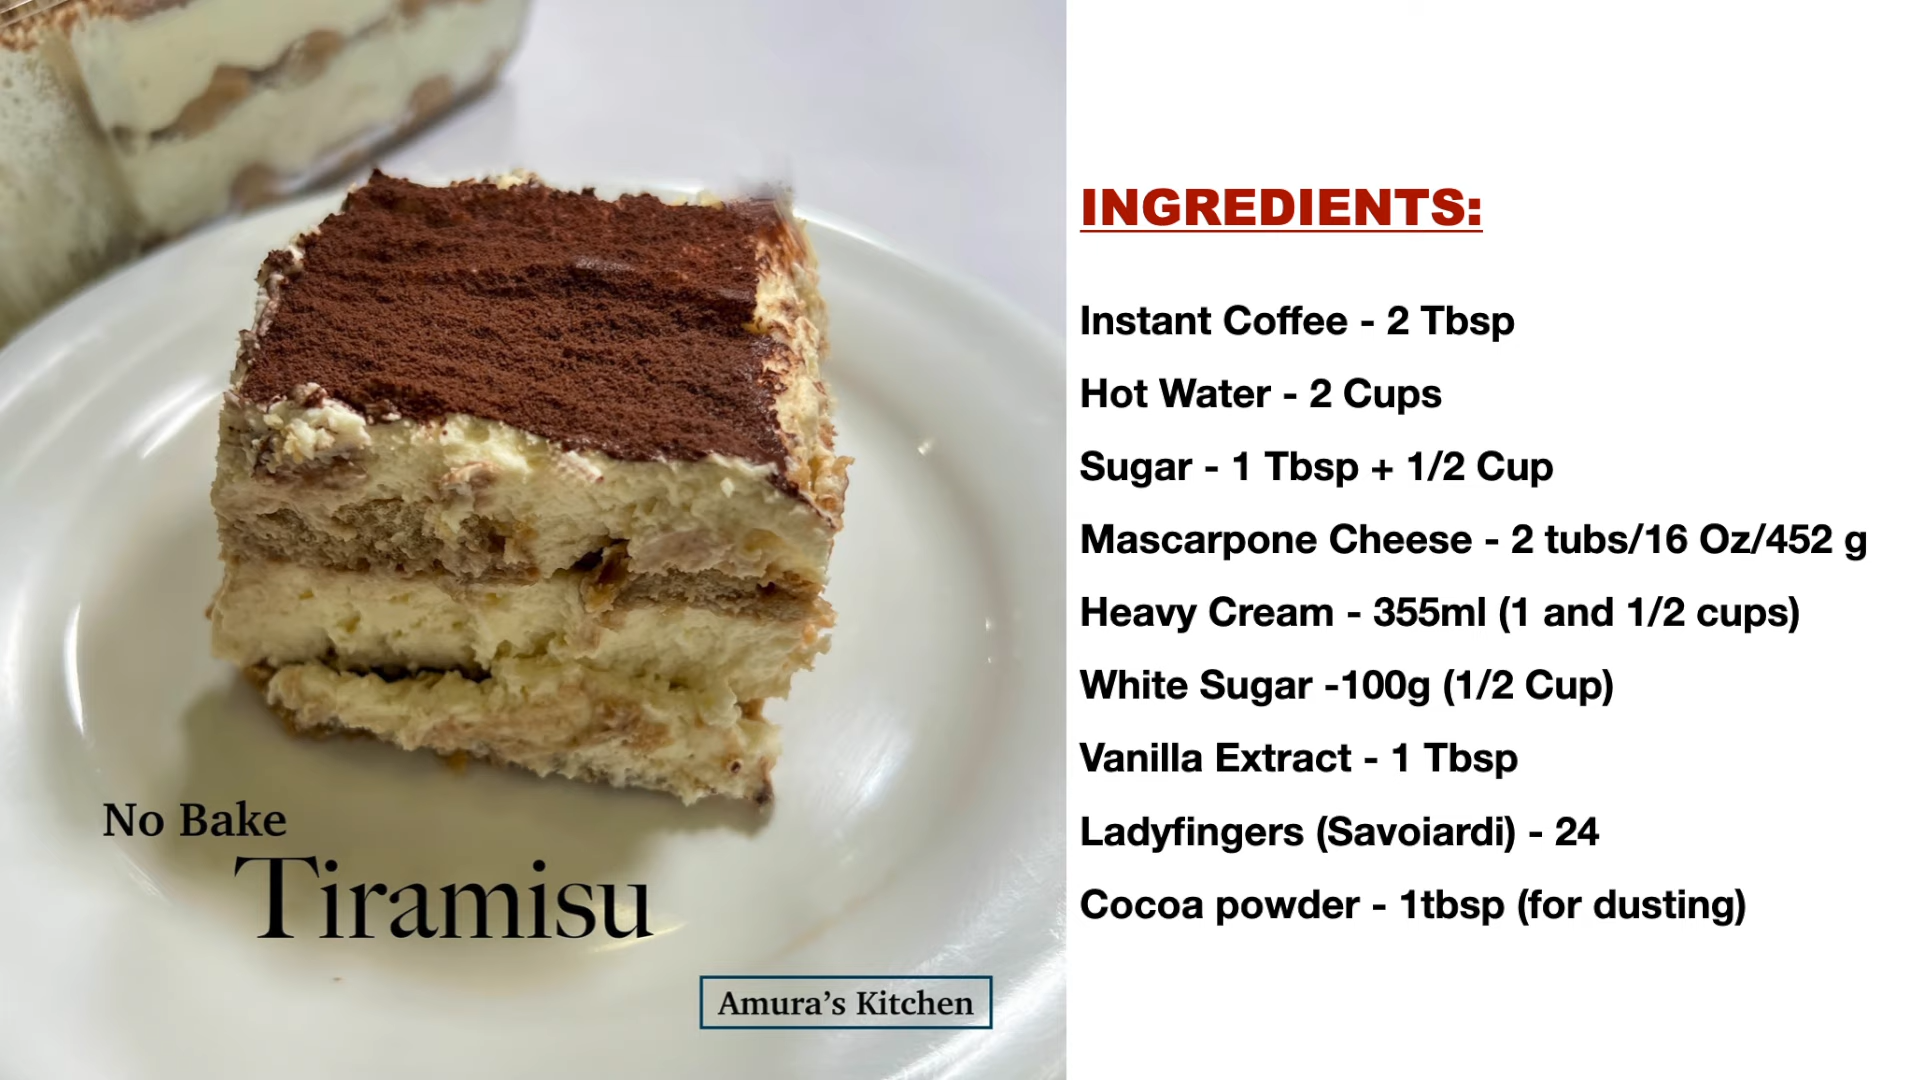 No Bake
Tiramisu
Amura's Kitchen
INGREDIENTS:
Instant Coffee - 2 Tbsp
Hot Water - 2 Cups
Sugar - 1 Tbsp + 1/2 Cup
Mascarpone Cheese - 2 tubs/16 Oz/452 g
Heavy Cream - 355ml (1 and 1/2 cups)
White Sugar -100g (1/2 Cup)
Vanilla Extract - 1 Tbsp
Ladyfingers (Savoiardi) - 24
Cocoa powder - 1tbsp (for dusting)